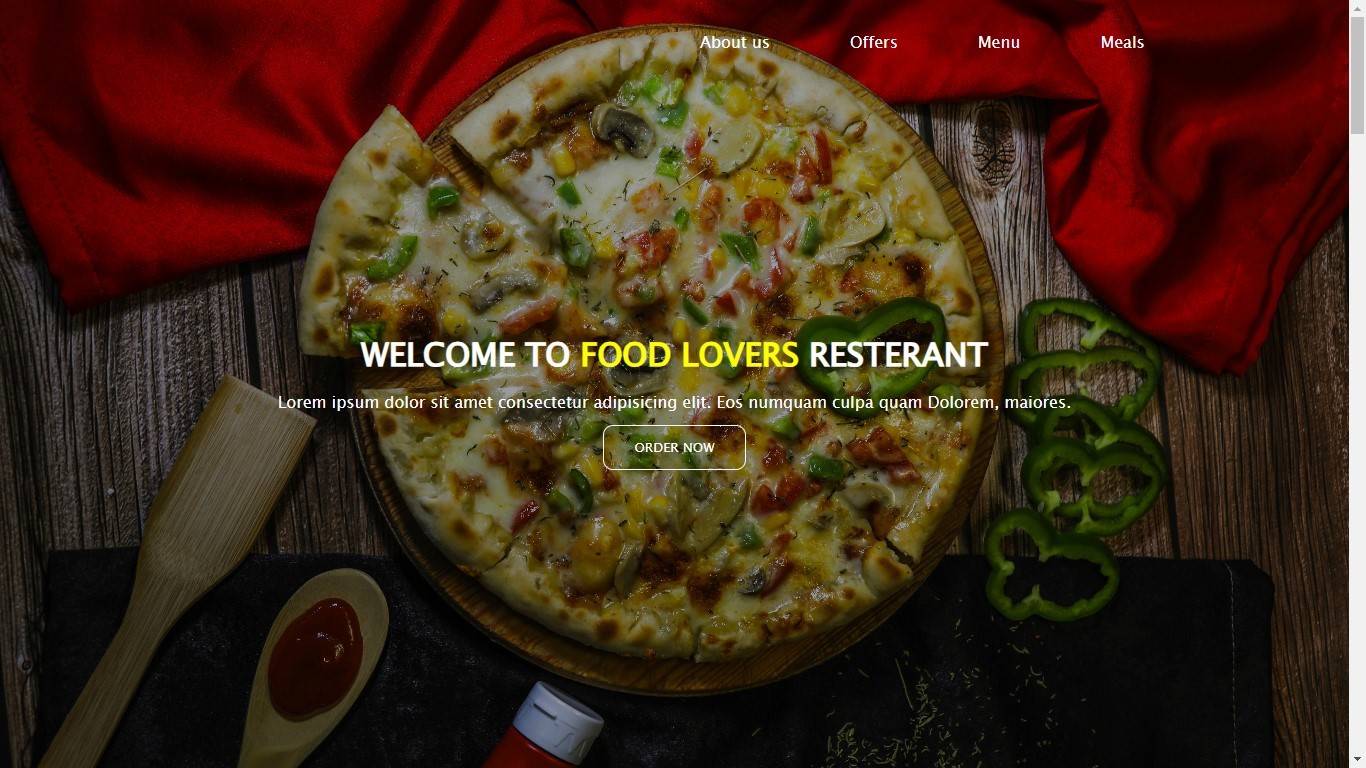 About us Offers Menu Meals
WELCOME TO FOOD LOVERS RESTERANT
Lorem ipsum dolor sit amet consectetur adipisicing elit. Eos numquam culpa quam Dolorem, maiores.
ORDER NOW